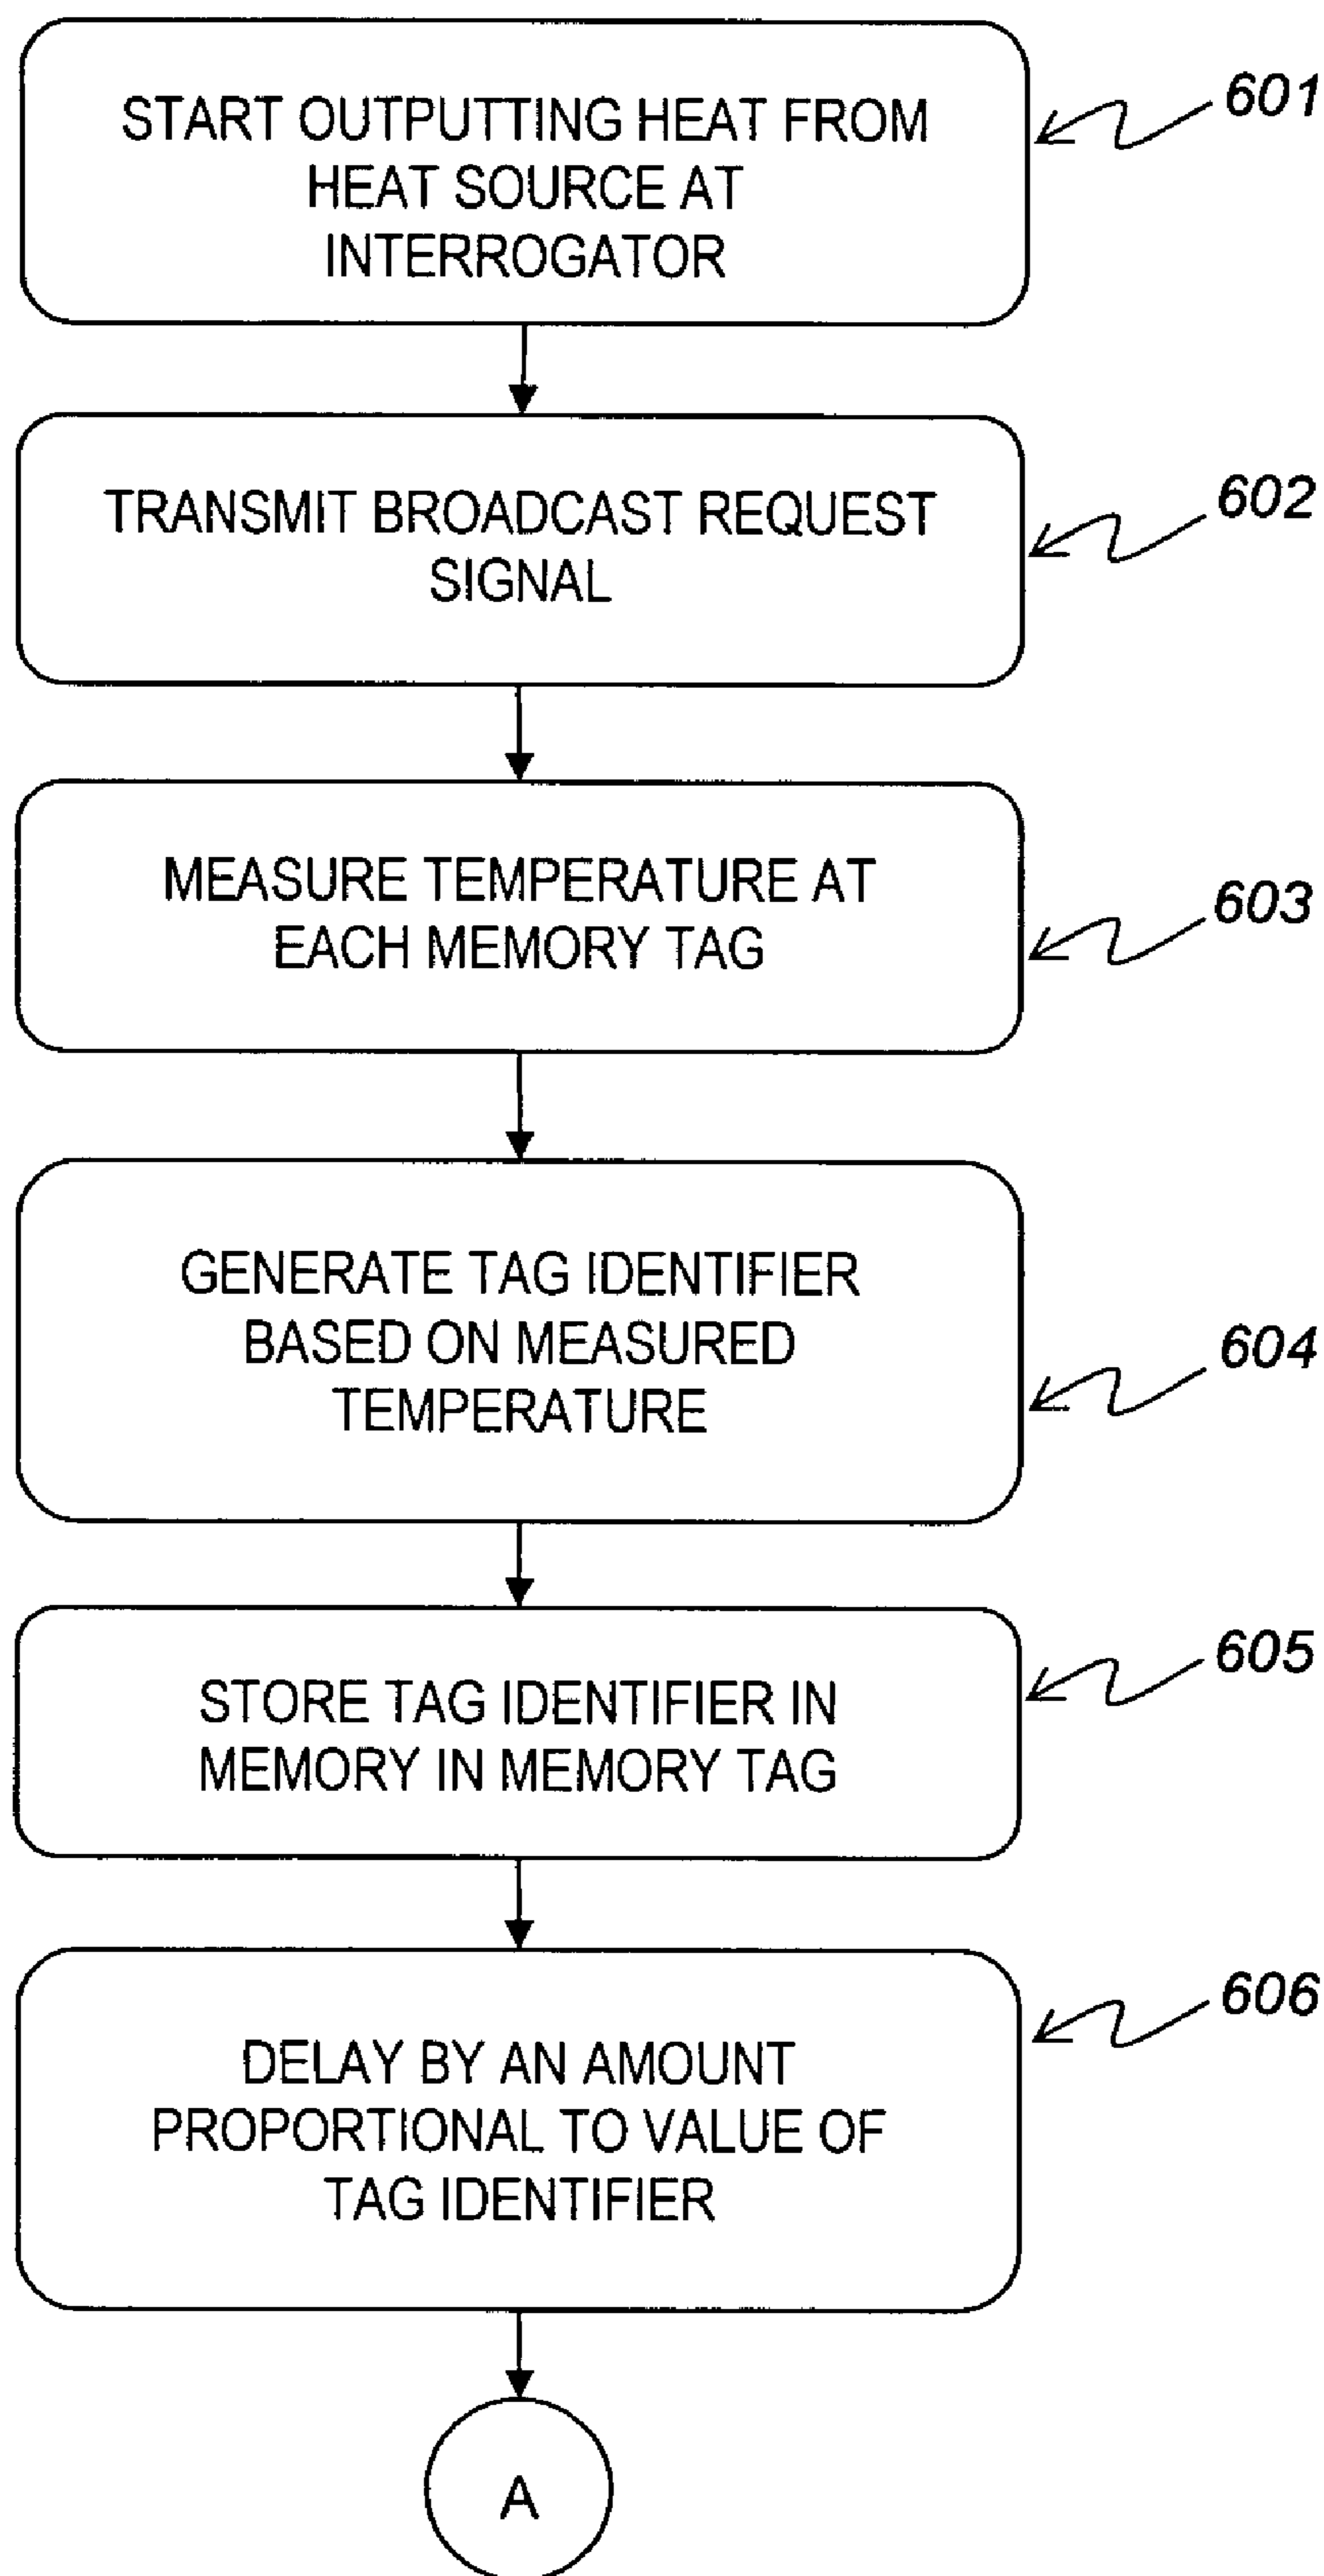 START OUTPUTTING HEAT FROM
HEAT SOURCE AT
INTERROGATOR
601
TRANSMIT BROADCAST REQUEST
SIGNAL
602
MEASURE TEMPERATURE AT
EACH MEMORY TAG
603
GENERATE TAG IDENTIFIER
BASED ON MEASURED
TEMPERATURE
604
STORE TAG IDENTIFIER IN
MEMORY IN MEMORY TAG
605
DELAY BY AN AMOUNT
PROPORTIONAL TO VALUE OF
TAG IDENTIFIER
606
A